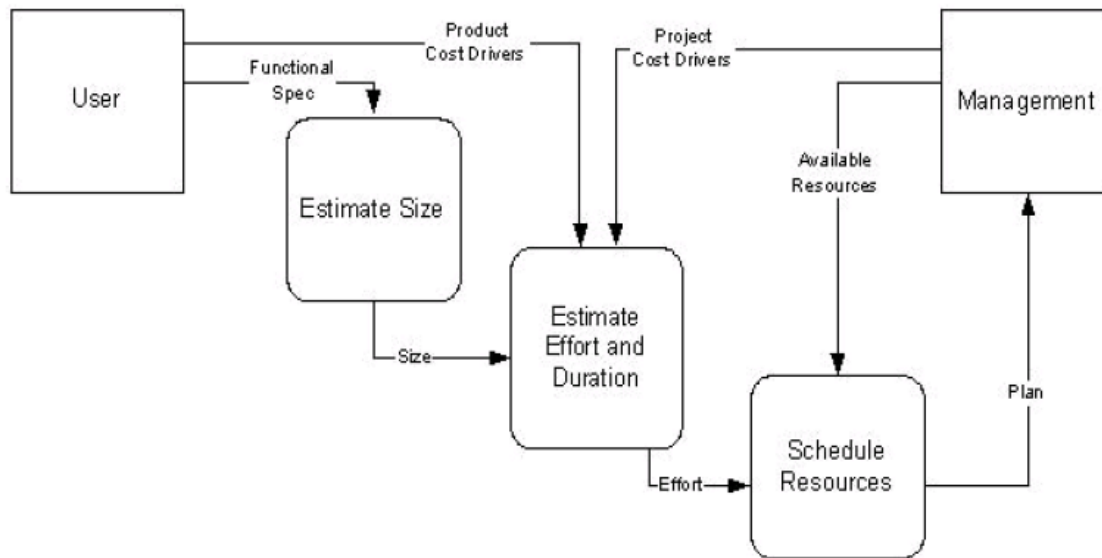 User
Product
Cost Drivers
Functional
Spec
Project
Cost Drivers
Management
Available
Resources
Estimate Size
Size
Estimate
Effort and
Duration
Effort
Schedule
Resources
Plan